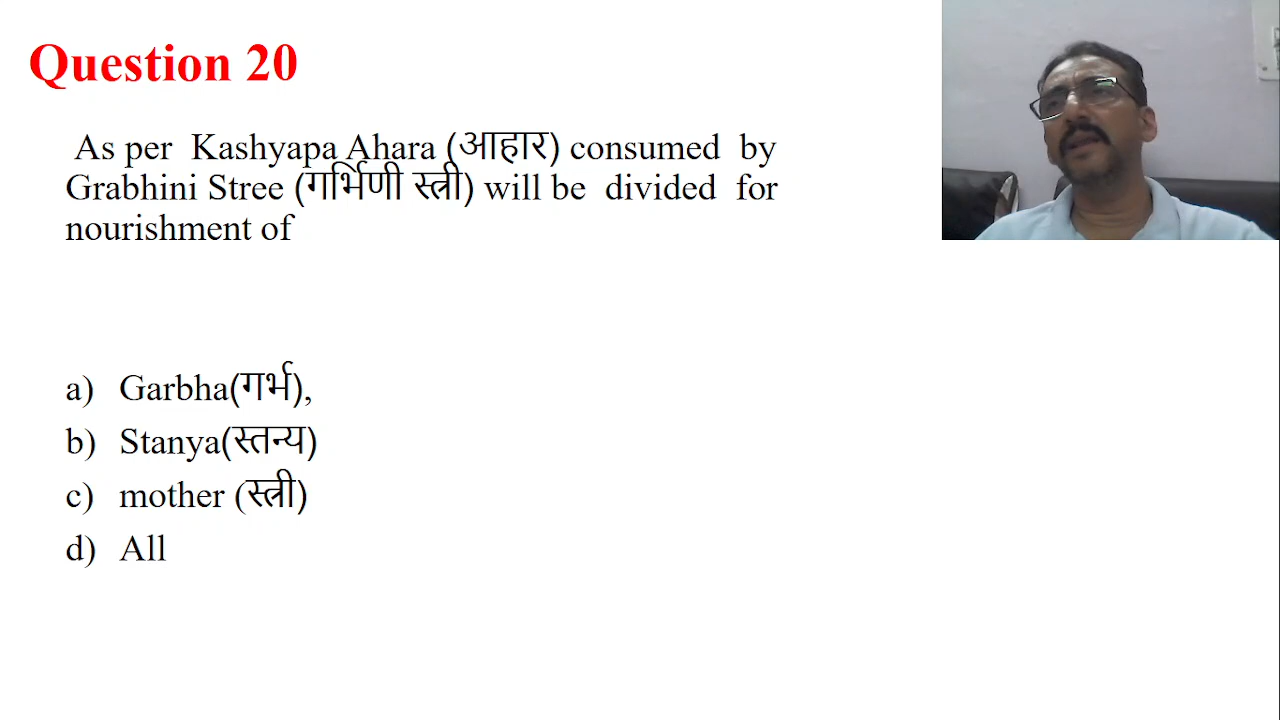 Question 20
As per Kashyapa Ahara (आहार) consumed by
Grabhini Stree (गर्भिणी स्त्री) will be divided for
nourishment of
a) Garbha(गर्भ),
b) Stanya(स्तन्य)
c) mother (स्त्री)
d) All